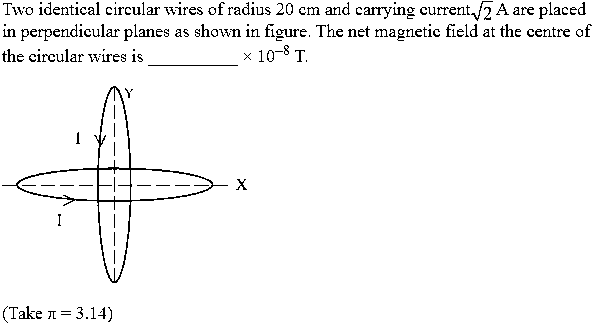 Two identical circular wires of radius 20 cm and carrying current √2 A are placed
in perpendicular planes as shown in figure. The net magnetic field at the centre of
the circular wires is __________ × 10⁻⁸ T.
Y
I
X
I
(Take π = 3.14)